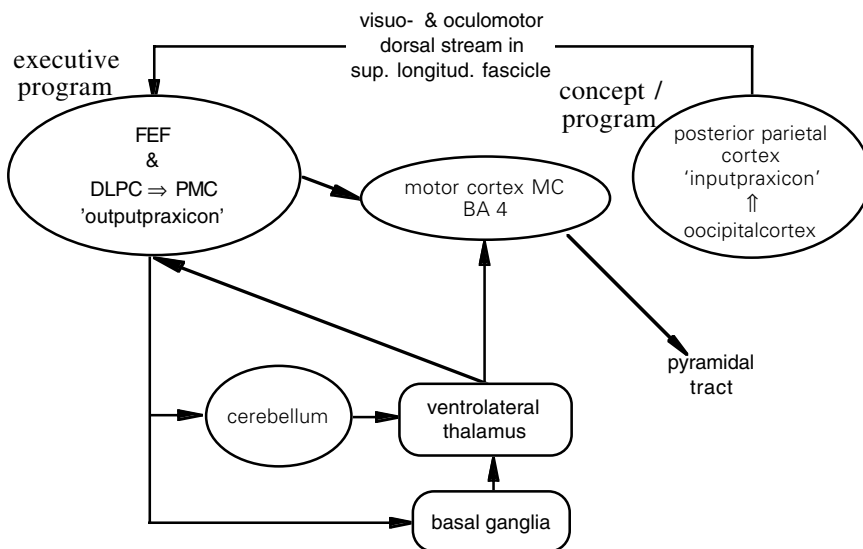 visuo- & oculomotor
dorsal stream in
sup. longitud. fascicle
executive
program
concept /
program
FEF
&
DLPC ⇒ PMC
'outputpraxicon'
motor cortex MC
BA 4
posterior parietal
cortex
'inputpraxicon'
⇑
oocipitalcortex
pyramidal
tract
cerebellum
ventrolateral
thalamus
basal ganglia